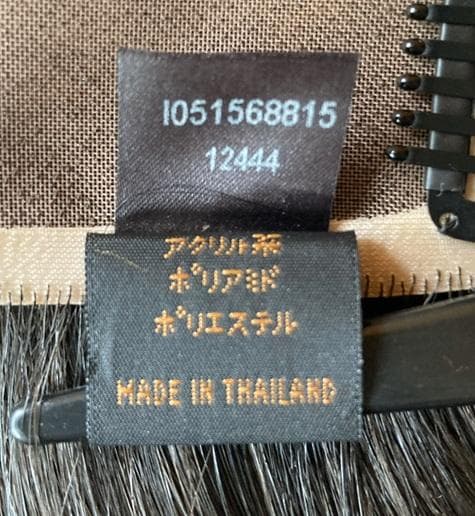 I051568815
12444
アクリル系
ポリアミド
ポリエステル
MADE IN THAILAND